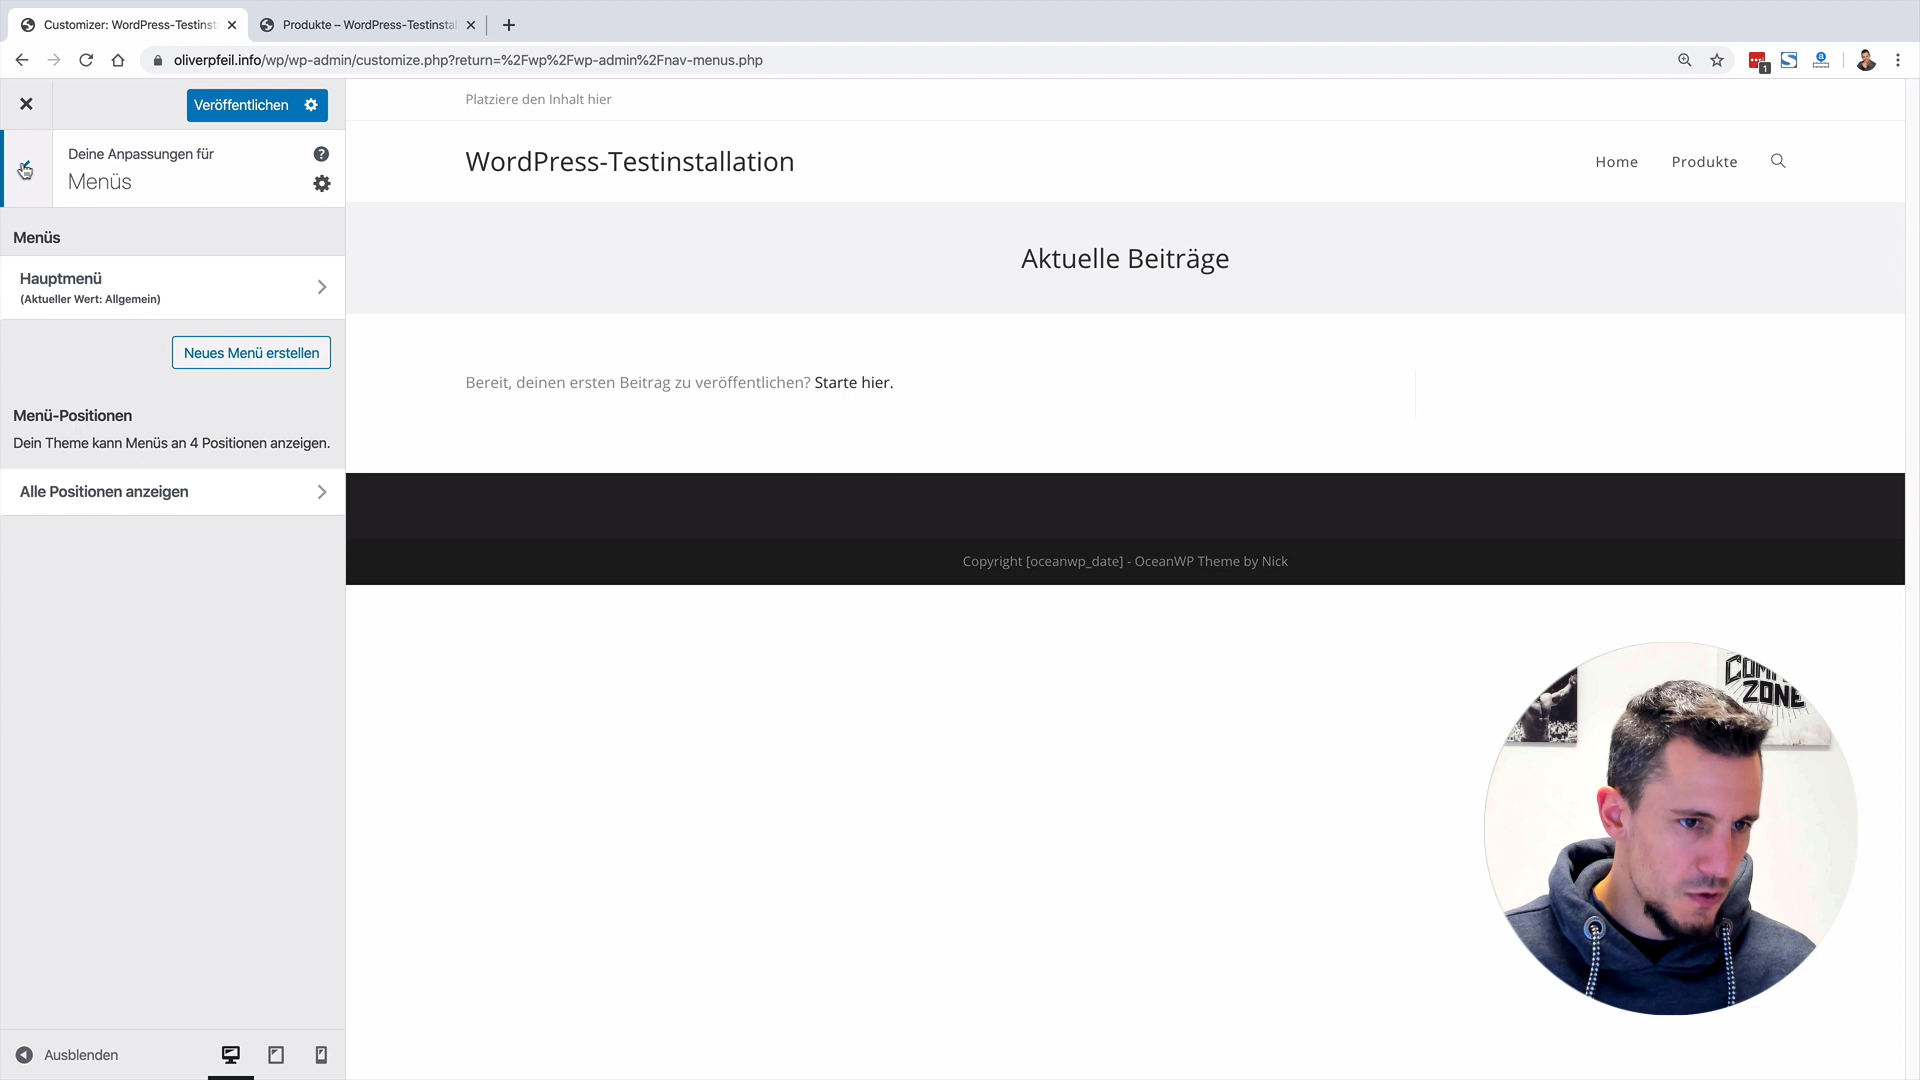 Customizer: WordPress-Testinst
Produkte – WordPress-Testinstal
oliverpfeil.info/wp/wp-admin/customize.php?return=%2Fwp%2Fwp-admin%2Fnav-menus.php
1
Veröffentlichen
Platziere den Inhalt hier
Deine Anpassungen für
Menüs
WordPress-Testinstallation
Home
Produkte
Menüs
Hauptmenü
(Aktueller Wert: Allgemein)
Aktuelle Beiträge
Neues Menü erstellen
Bereit, deinen ersten Beitrag zu veröffentlichen? Starte hier.
Menü-Positionen
Dein Theme kann Menüs an 4 Positionen anzeigen.
Alle Positionen anzeigen
Copyright [oceanwp_date] - OceanWP Theme by Nick
ZONE
Ausblenden